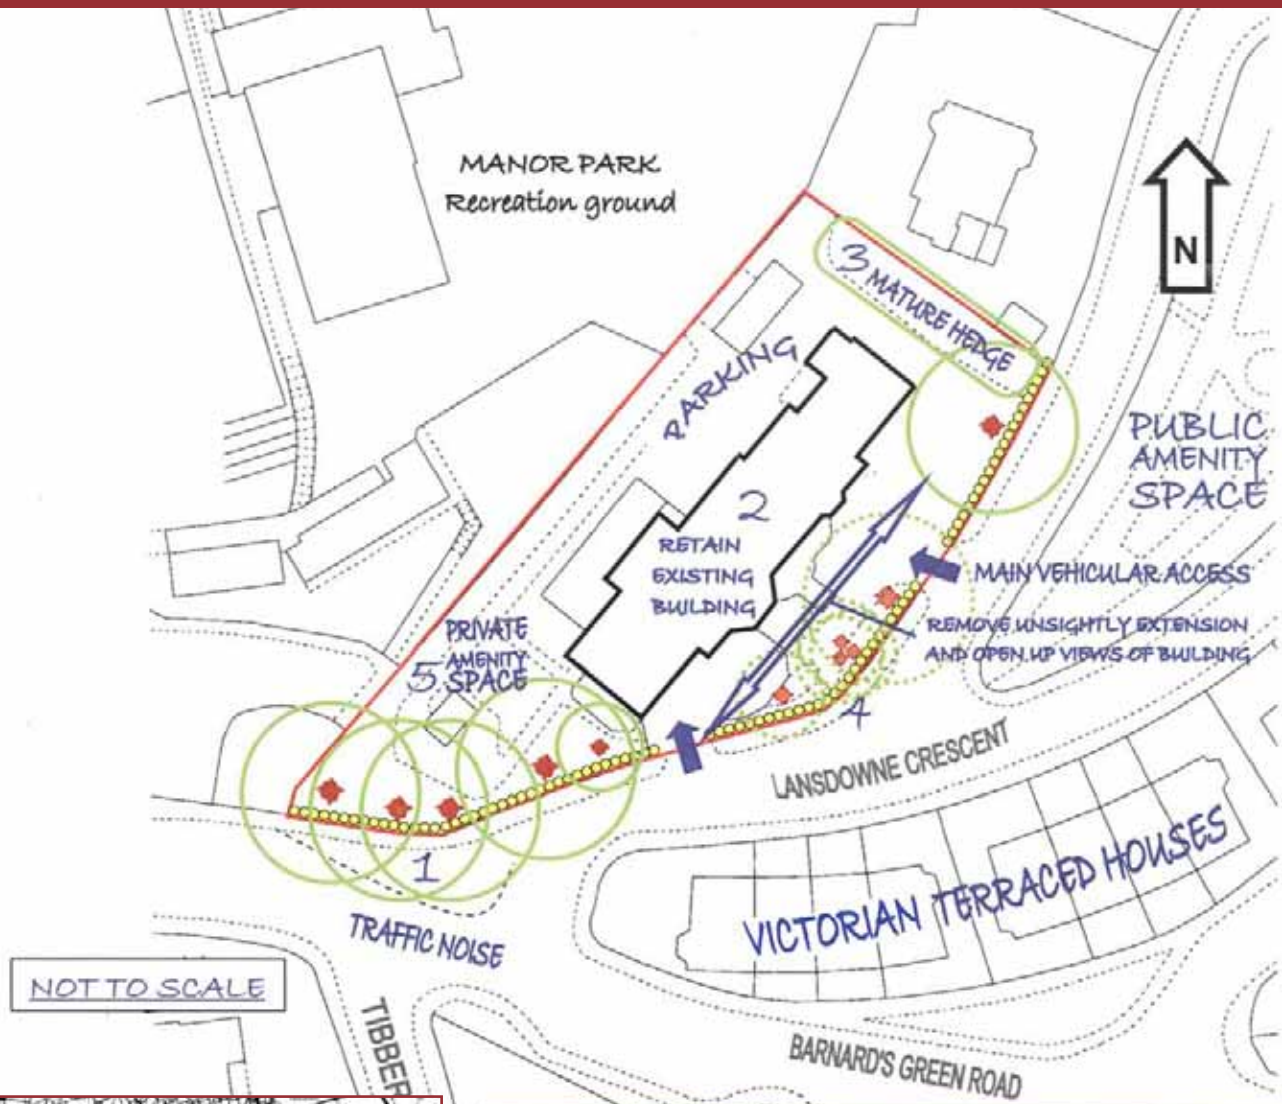 MANOR PARK
Recreation ground
N
3 MATURE HEDGE
PARKING
PUBLIC
AMENITY
SPACE
2
RETAIN
EXISTING
BUILDING
MAIN VEHICULAR ACCESS
REMOVE UNSIGHTLY EXTENSION
AND OPEN UP VIEWS OF BUILDING
PRIVATE
AMENITY
5 SPACE
4
LANSDOWNE CRESCENT
1
TRAFFIC NOISE
VICTORIAN TERRACED HOUSES
NOT TO SCALE
TIBBER
BARNARD'S GREEN ROAD